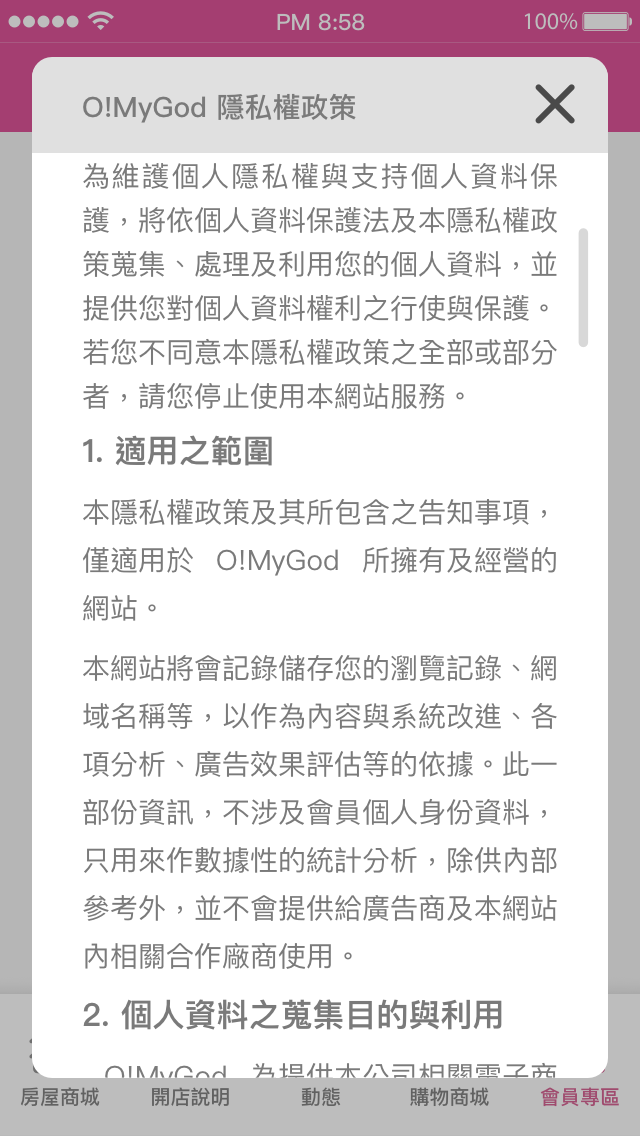 PM 8:58
100%
O!MyGod 隱私權政策
為維護個人隱私權與支持個人資料保
護，將依個人資料保護法及本隱私權政
策蒐集、處理及利用您的個人資料，並
提供您對個人資料權利之行使與保護。
若您不同意本隱私權政策之全部或部分
者，請您停止使用本網站服務。
1. 適用之範圍
本隱私權政策及其所包含之告知事項，
僅適用於 O!MyGod 所擁有及經營的
網站。
本網站將會記錄儲存您的瀏覽記錄、網
域名稱等，以作為內容與系統改進、各
項分析、廣告效果評估等的依據。此一
部份資訊，不涉及會員個人身份資料，
只用來作數據性的統計分析，除供內部
參考外，並不會提供給廣告商及本網站
內相關合作廠商使用。
2. 個人資料之蒐集目的與利用
O!MyGod 為提供本公司相關電子商
房屋商城
開店說明
動態
購物商城
會員專區